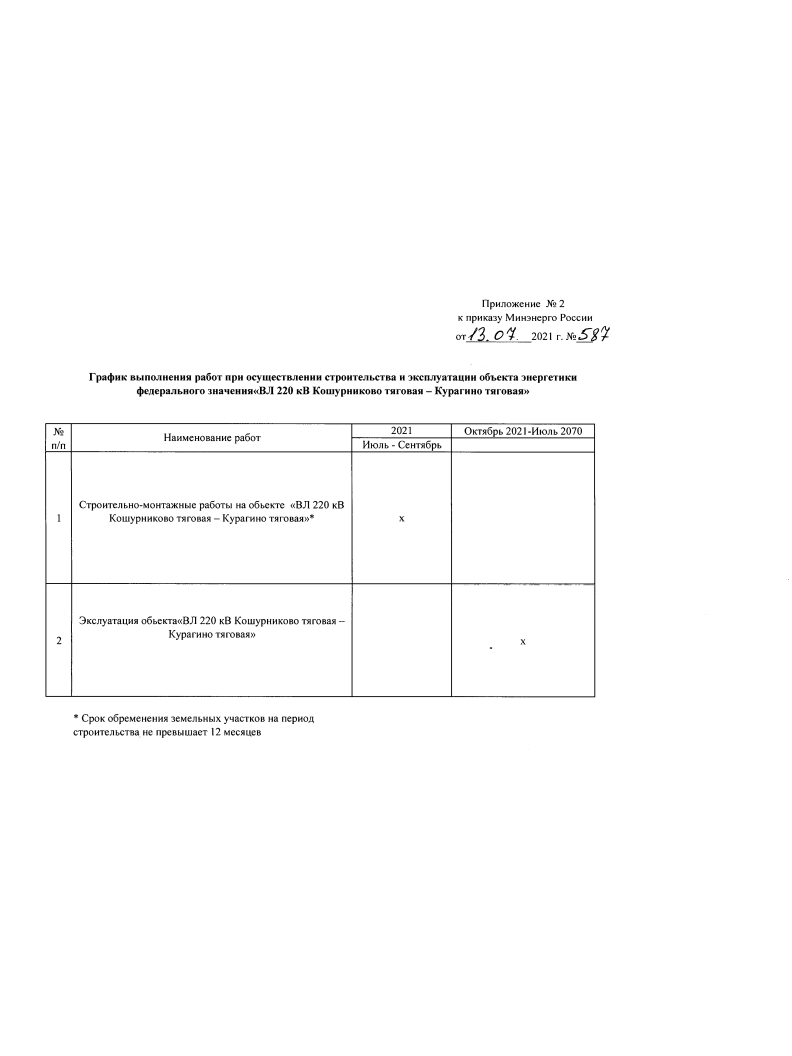 Приложение № 2
к приказу Минэнерго России
от 13.07. 2021 г. № 587
График выполнения работ при осуществлении строительства и эксплуатации объекта энергетики
федерального значения«ВЛ 220 кВ Кошурниково тяговая – Курагино тяговая»
№
п/п
Наименование работ
2021
Октябрь 2021-Июль 2070
Июль - Сентябрь
1
Строительно-монтажные работы на обьекте «ВЛ 220 кВ
Кошурниково тяговая – Курагино тяговая»*
х
2
Экслуатация обьекта«ВЛ 220 кВ Кошурниково тяговая –
Курагино тяговая»
х
* Срок обременения земельных участков на период
строительства не превышает 12 месяцев